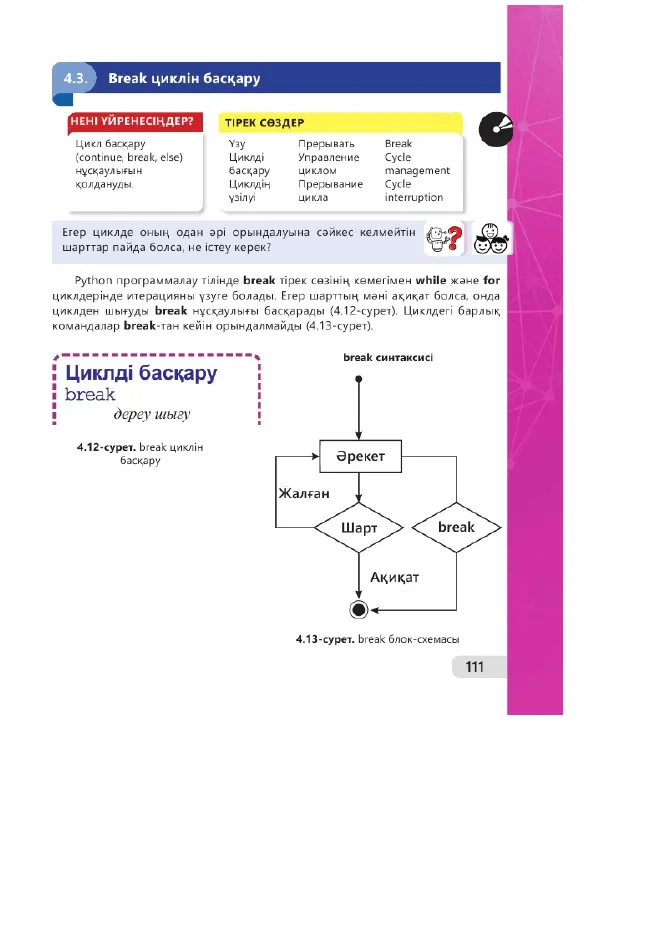 4.3. Break циклін басқару
НЕНІ ҮЙРЕНЕСІҢДЕР?
Цикл басқару
(continue, break, else)
нұсқаулығын
қолдануды.
ТІРЕК СӨЗДЕР
Үзу Прерывать Break
Циклді Управление Cycle
басқару циклом management
Циклдің Прерывание Cycle
үзілуі цикла interruption
Егер циклде оның одан әрі орындалуына сәйкес келмейтін
шарттар пайда болса, не істеу керек?
Python программалау тілінде break тірек сөзінің көмегімен while және for
циклдерінде итерацияны үзуге болады. Егер шарттың мәні ақиқат болса, онда
циклден шығуды break нұсқаулығы басқарады (4.12-сурет). Циклдегі барлық
командалар break-тан кейін орындалмайды (4.13-сурет).
Циклді басқару
break
дереу шығу
4.12-сурет. break циклін
басқару
break синтаксисі
Әрекет
Жалған
Шарт
break
Ақиқат
4.13-сурет. break блок-схемасы
111